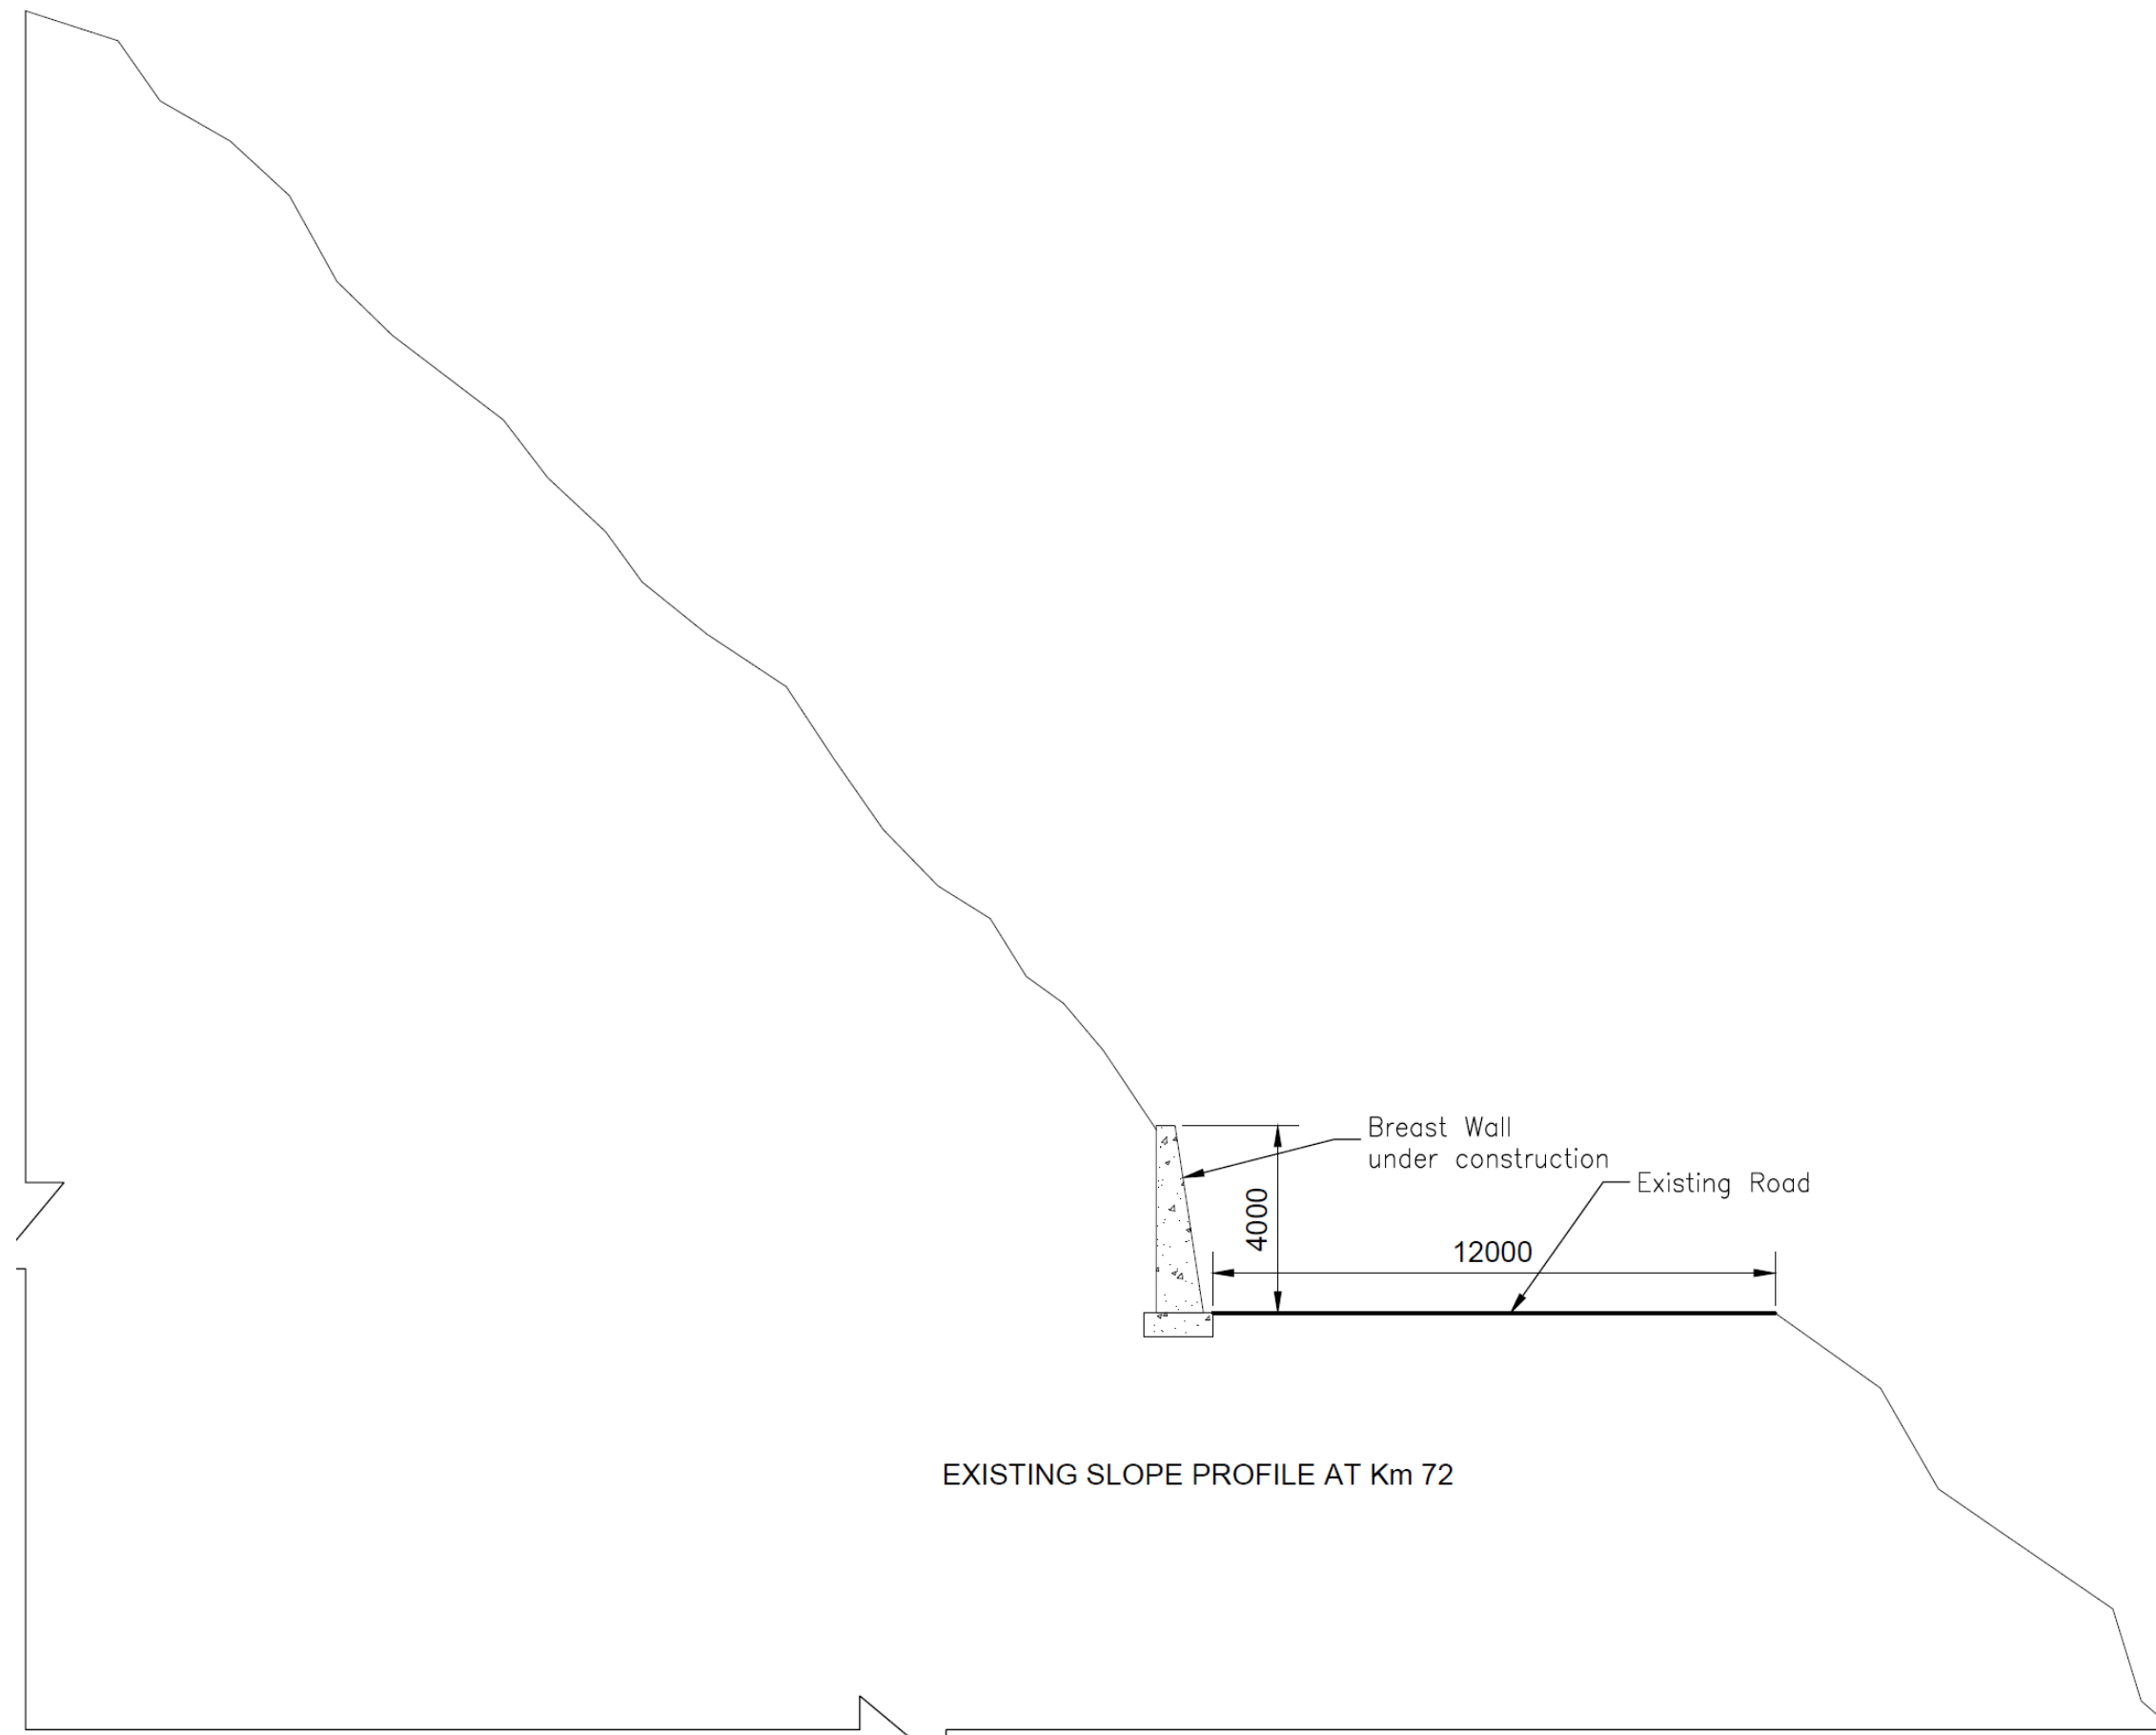 Breast Wall
under construction
Existing Road
4000
12000
EXISTING SLOPE PROFILE AT Km 72